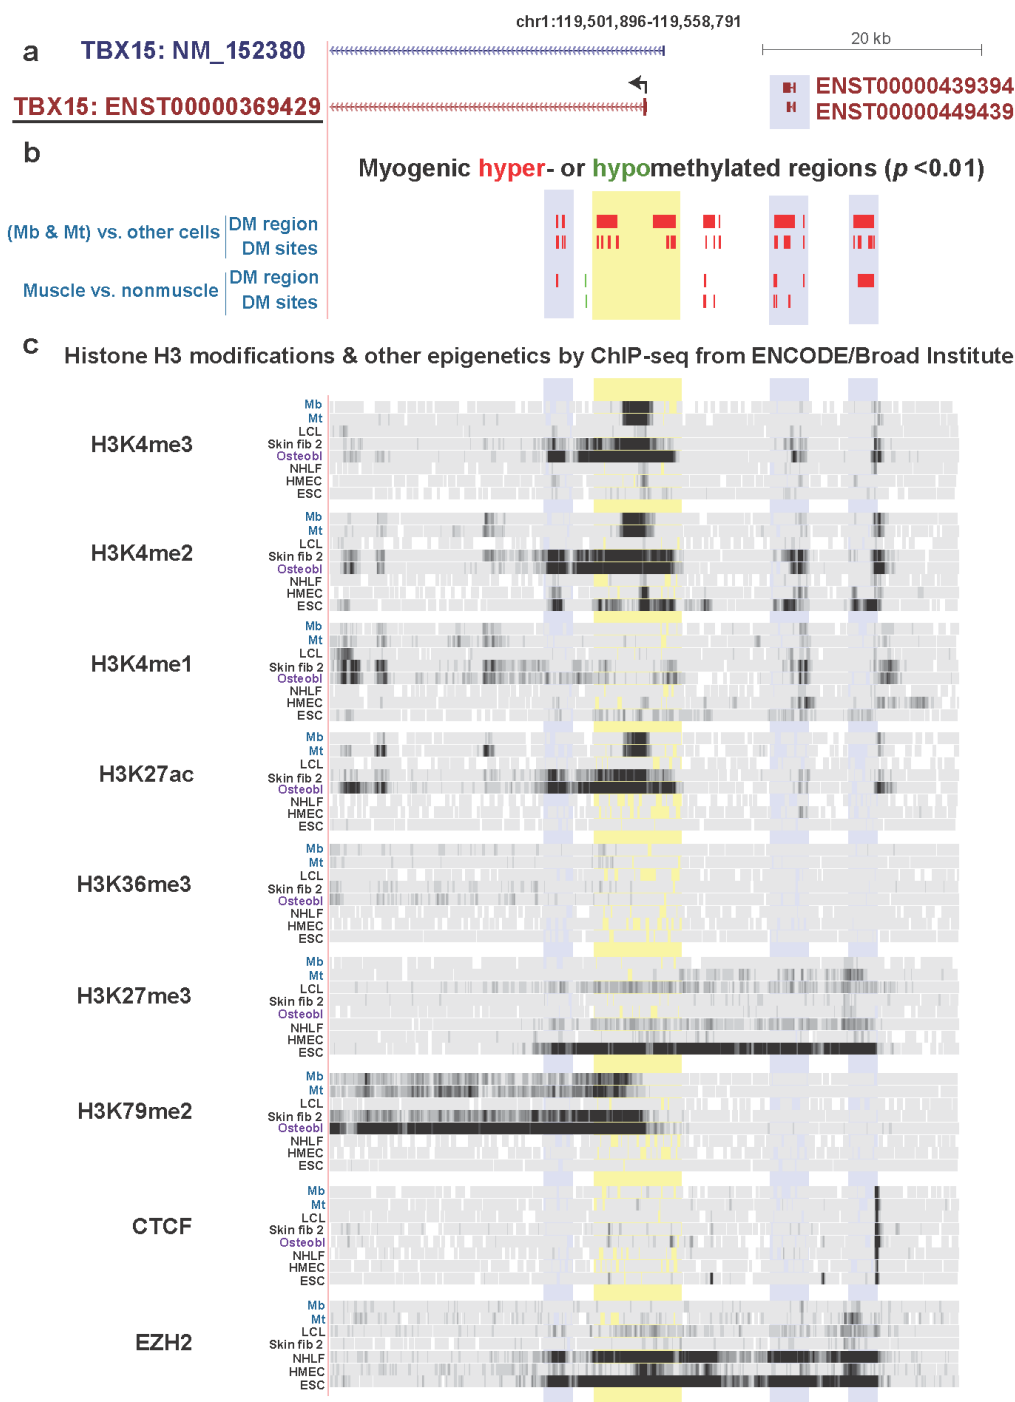 chr1:119,501,896-119,558,791
a
TBX15: NM_152380
20 kb
TBX15: ENST00000369429
ENST00000439394
ENST00000449439
b
Myogenic hyper- or hypomethylated regions (p <0.01)
(Mb & Mt) vs. other cells
DM region
DM sites
Muscle vs. nonmuscle
DM region
DM sites
c
Histone H3 modifications & other epigenetics by ChIP-seq from ENCODE/Broad Institute
H3K4me3
Mb
Mt
LCL
Skin fib 2
Osteobl
NHLF
HMEC
ESC
H3K4me2
Mb
Mt
LCL
Skin fib 2
Osteobl
NHLF
HMEC
ESC
H3K4me1
Mb
Mt
LCL
Skin fib 2
Osteobl
NHLF
HMEC
ESC
H3K27ac
Mb
Mt
LCL
Skin fib 2
Osteobl
NHLF
HMEC
ESC
H3K36me3
Mb
Mt
LCL
Skin fib 2
Osteobl
NHLF
HMEC
ESC
H3K27me3
Mb
Mt
LCL
Skin fib 2
Osteobl
NHLF
HMEC
ESC
H3K79me2
Mb
Mt
LCL
Skin fib 2
Osteobl
NHLF
HMEC
ESC
CTCF
Mb
Mt
LCL
Skin fib 2
Osteobl
NHLF
HMEC
ESC
EZH2
Mb
Mt
LCL
Skin fib 2
NHLF
HMEC
ESC